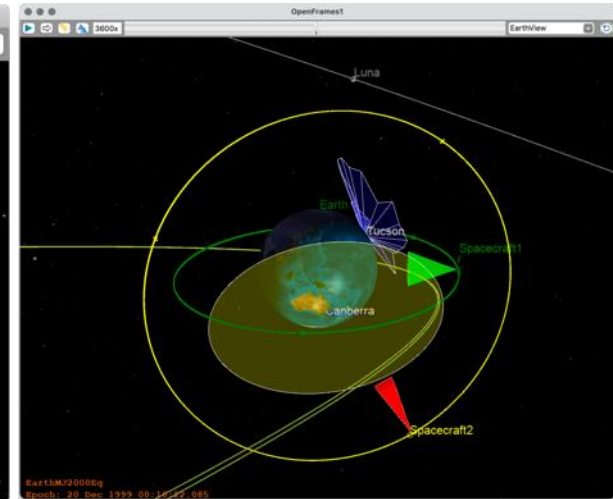 OpenFrames1
3600x
EarthView
Luna
Earth
Tucson
Spacecraft1
Canberra
Spacecraft2
EarthMJ2000Eq